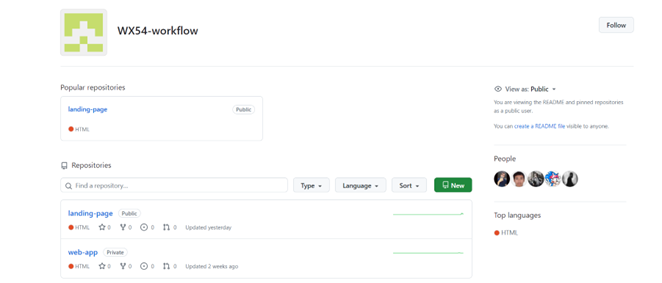 WX54-workflow
Follow
Popular repositories
landing-page Public
HTML
Repositories
Find a repository...
Type
Language
Sort
New
landing-page Public
HTML 0 0 0 0 Updated yesterday
web-app Private
HTML 0 0 0 0 Updated 2 weeks ago
View as: Public
You are viewing the README and pinned repositories
as a public user.
You can create a README file visible to anyone.
People
Top languages
HTML